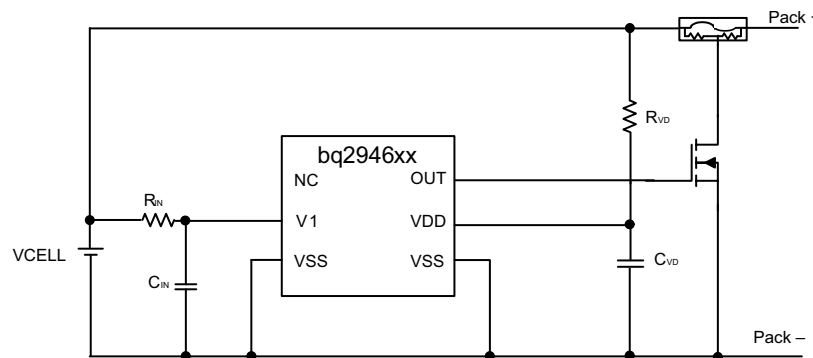 Pack +
RVD
bq2946xx
NC
OUT
RIN
V1
VDD
VCELL
VSS
VSS
CIN
CVD
Pack –